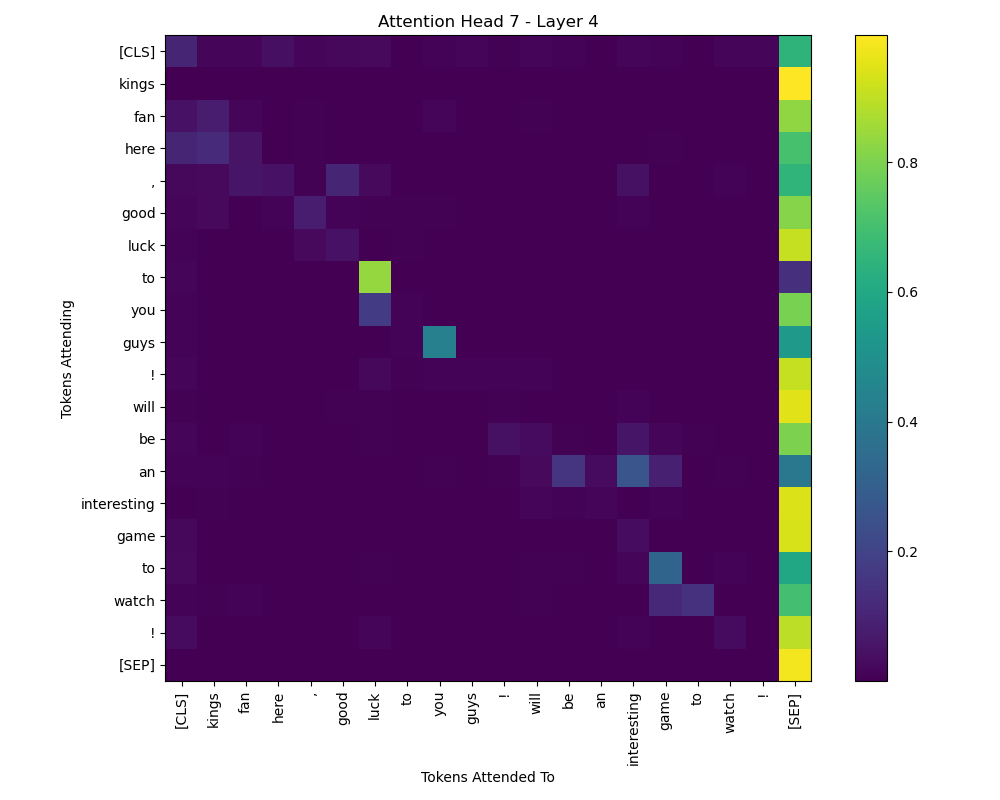 Attention Head 7 - Layer 4
Tokens Attending
[CLS]
kings
fan
here
,
good
luck
to
you
guys
!
will
be
an
interesting
game
to
watch
!
[SEP]
[CLS]
kings
fan
here
,
good
luck
to
you
guys
!
will
be
an
interesting
game
to
watch
!
[SEP]
Tokens Attended To
0.8
0.6
0.4
0.2